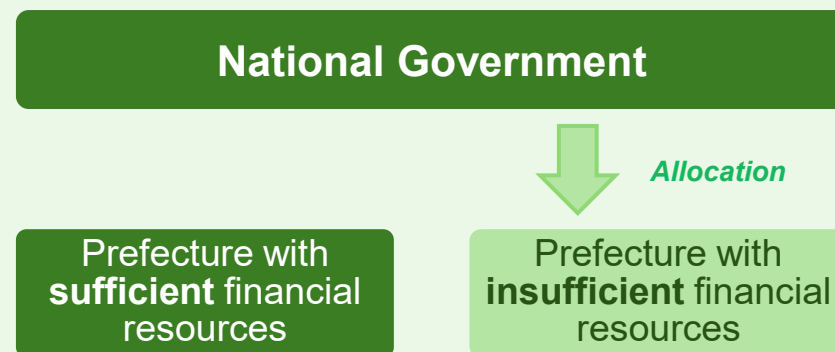 National Government
Allocation
Prefecture with
sufficient financial
resources
Prefecture with
insufficient financial
resources